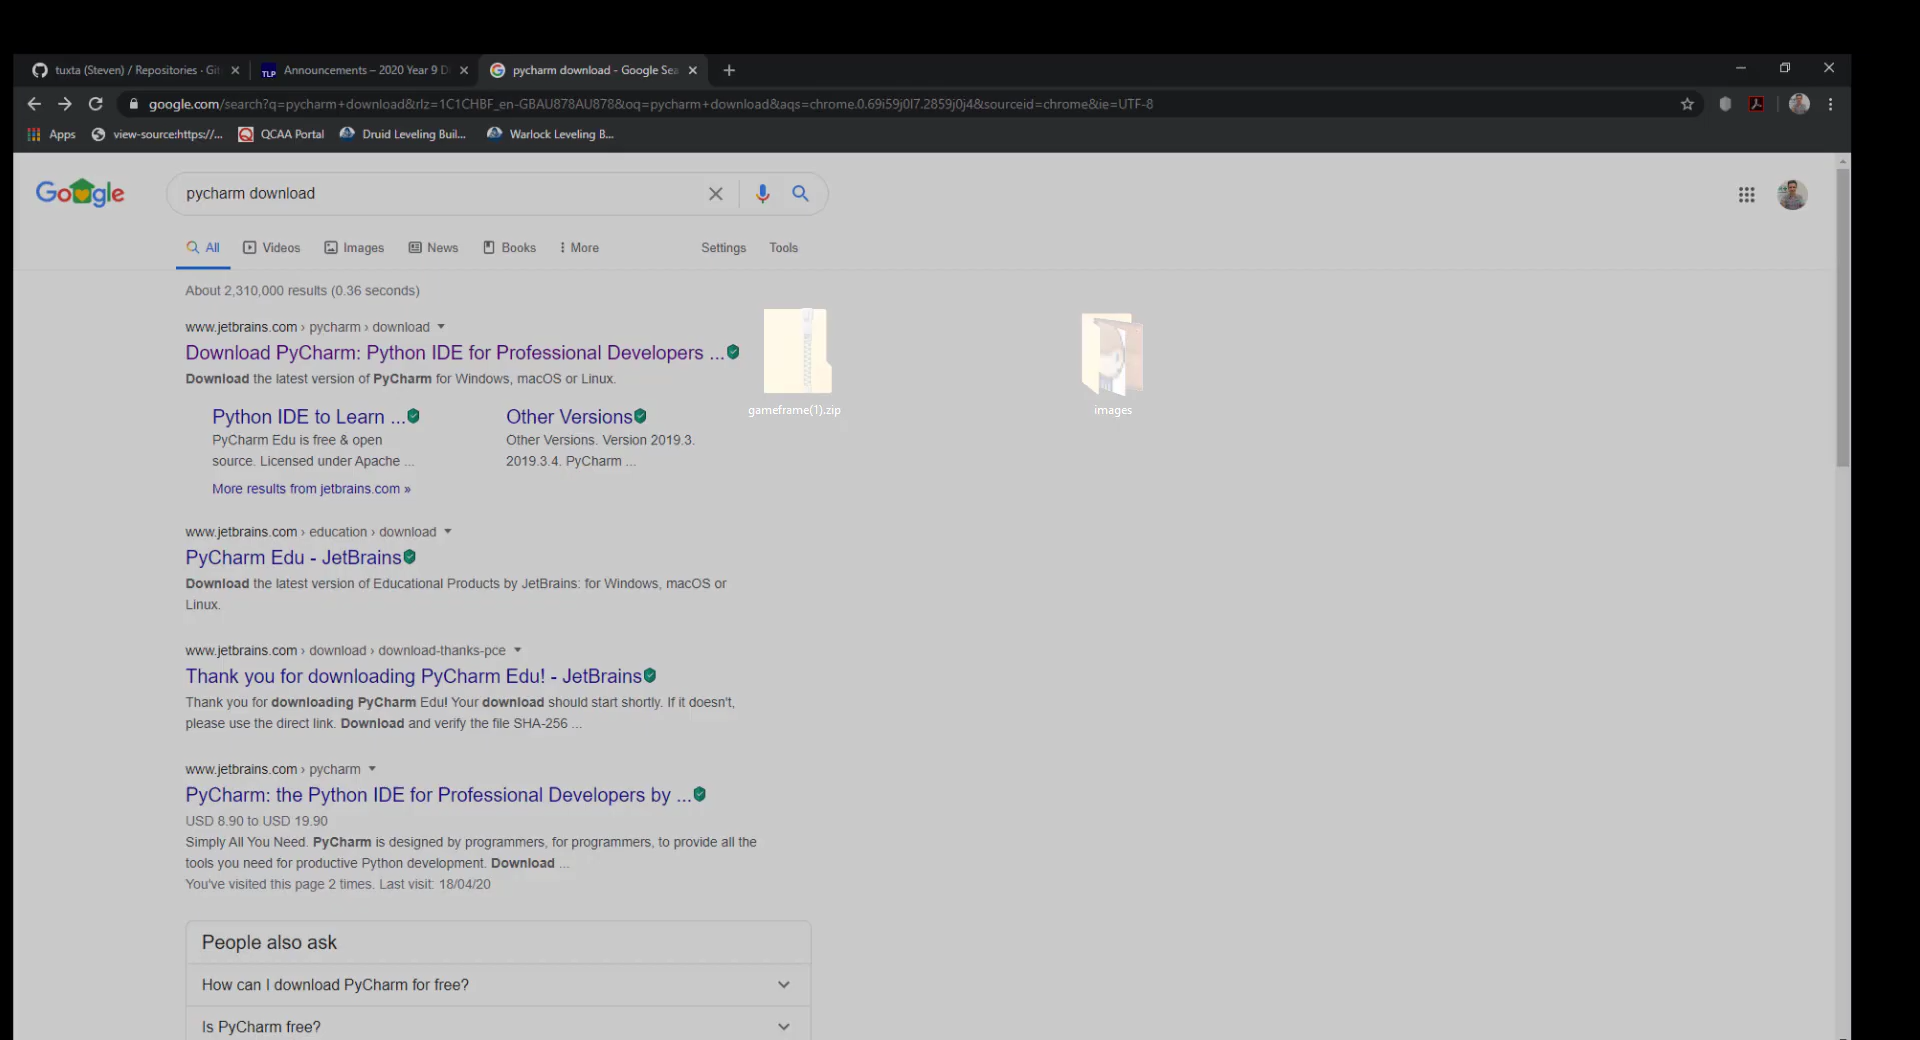 tuxta (Steven) / Repositories · Git
TLP
Announcements – 2020 Year 9 D
pycharm download - Google Sea
google.com/search?q=pycharm+download&rlz=1C1CHBF_en-GBAU878AU878&oq=pycharm+download&aqs=chrome.0.69i59j0l7.2859j0j4&sourceid=chrome&ie=UTF-8
Apps
view-source:https://...
QCAA Portal
Druid Leveling Buil...
Warlock Leveling B...
Google
pycharm download
All
Videos
Images
News
Books
More
Settings
Tools
About 2,310,000 results (0.36 seconds)
www.jetbrains.com › pycharm › download
Download PyCharm: Python IDE for Professional Developers ...
Download the latest version of PyCharm for Windows, macOS or Linux.
gameframe(1).zip
images
Python IDE to Learn ...
PyCharm Edu is free & open
source. Licensed under Apache ...
Other Versions
Other Versions. Version 2019.3.
2019.3.4. PyCharm ...
More results from jetbrains.com »
www.jetbrains.com › education › download
PyCharm Edu - JetBrains
Download the latest version of Educational Products by JetBrains: for Windows, macOS or
Linux.
www.jetbrains.com › download › download-thanks-pce
Thank you for downloading PyCharm Edu! - JetBrains
Thank you for downloading PyCharm Edu! Your download should start shortly. If it doesn't,
please use the direct link. Download and verify the file SHA-256 ...
www.jetbrains.com › pycharm
PyCharm: the Python IDE for Professional Developers by ...
USD 8.90 to USD 19.90
Simply All You Need. PyCharm is designed by programmers, for programmers, to provide all the
tools you need for productive Python development. Download ...
You've visited this page 2 times. Last visit: 18/04/20
People also ask
How can I download PyCharm for free?
Is PyCharm free?